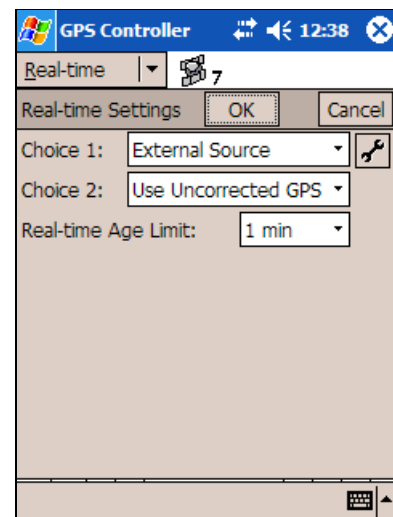 GPS Controller 12:38
Real-time 7
Real-time Settings OK Cancel
Choice 1: External Source
Choice 2: Use Uncorrected GPS
Real-time Age Limit: 1 min